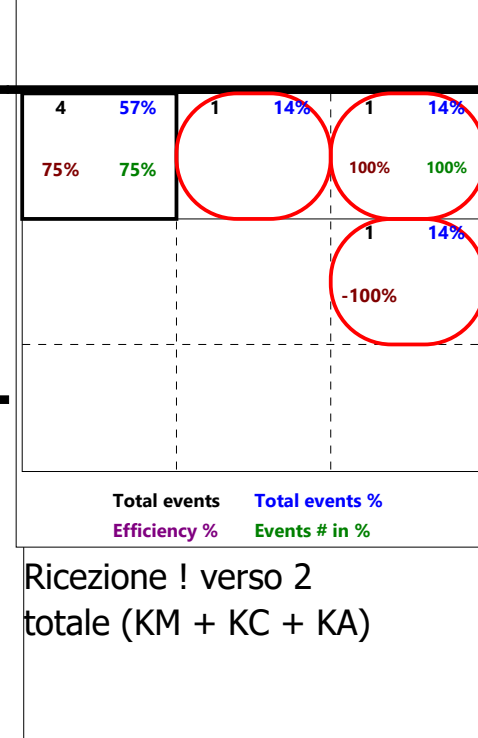 4 57% 1 14% 1 14%
75% 75% 100% 100%
1 14%
-100%
Total events Total events %
Efficiency % Events # in %
Ricezione ! verso 2
totale (KM + KC + KA)